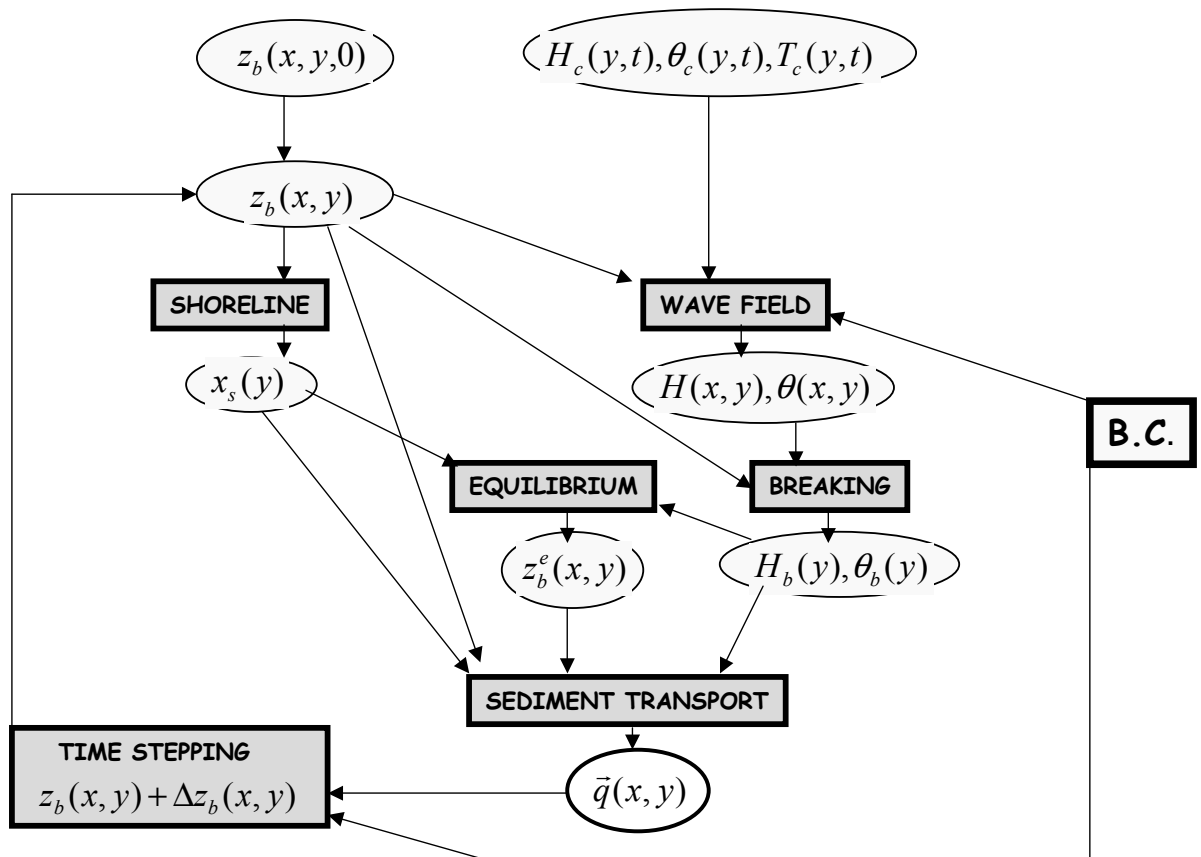 z_b(x, y,0)
H_c(y,t),θ_c(y,t),T_c(y,t)
z_b(x, y)
SHORELINE
WAVE FIELD
x_s(y)
H(x, y),θ(x, y)
B.C.
EQUILIBRIUM
BREAKING
z_b^e(x, y)
H_b(y),θ_b(y)
SEDIMENT TRANSPORT
TIME STEPPING
z_b(x, y)+Δz_b(x, y)
q⃗(x, y)